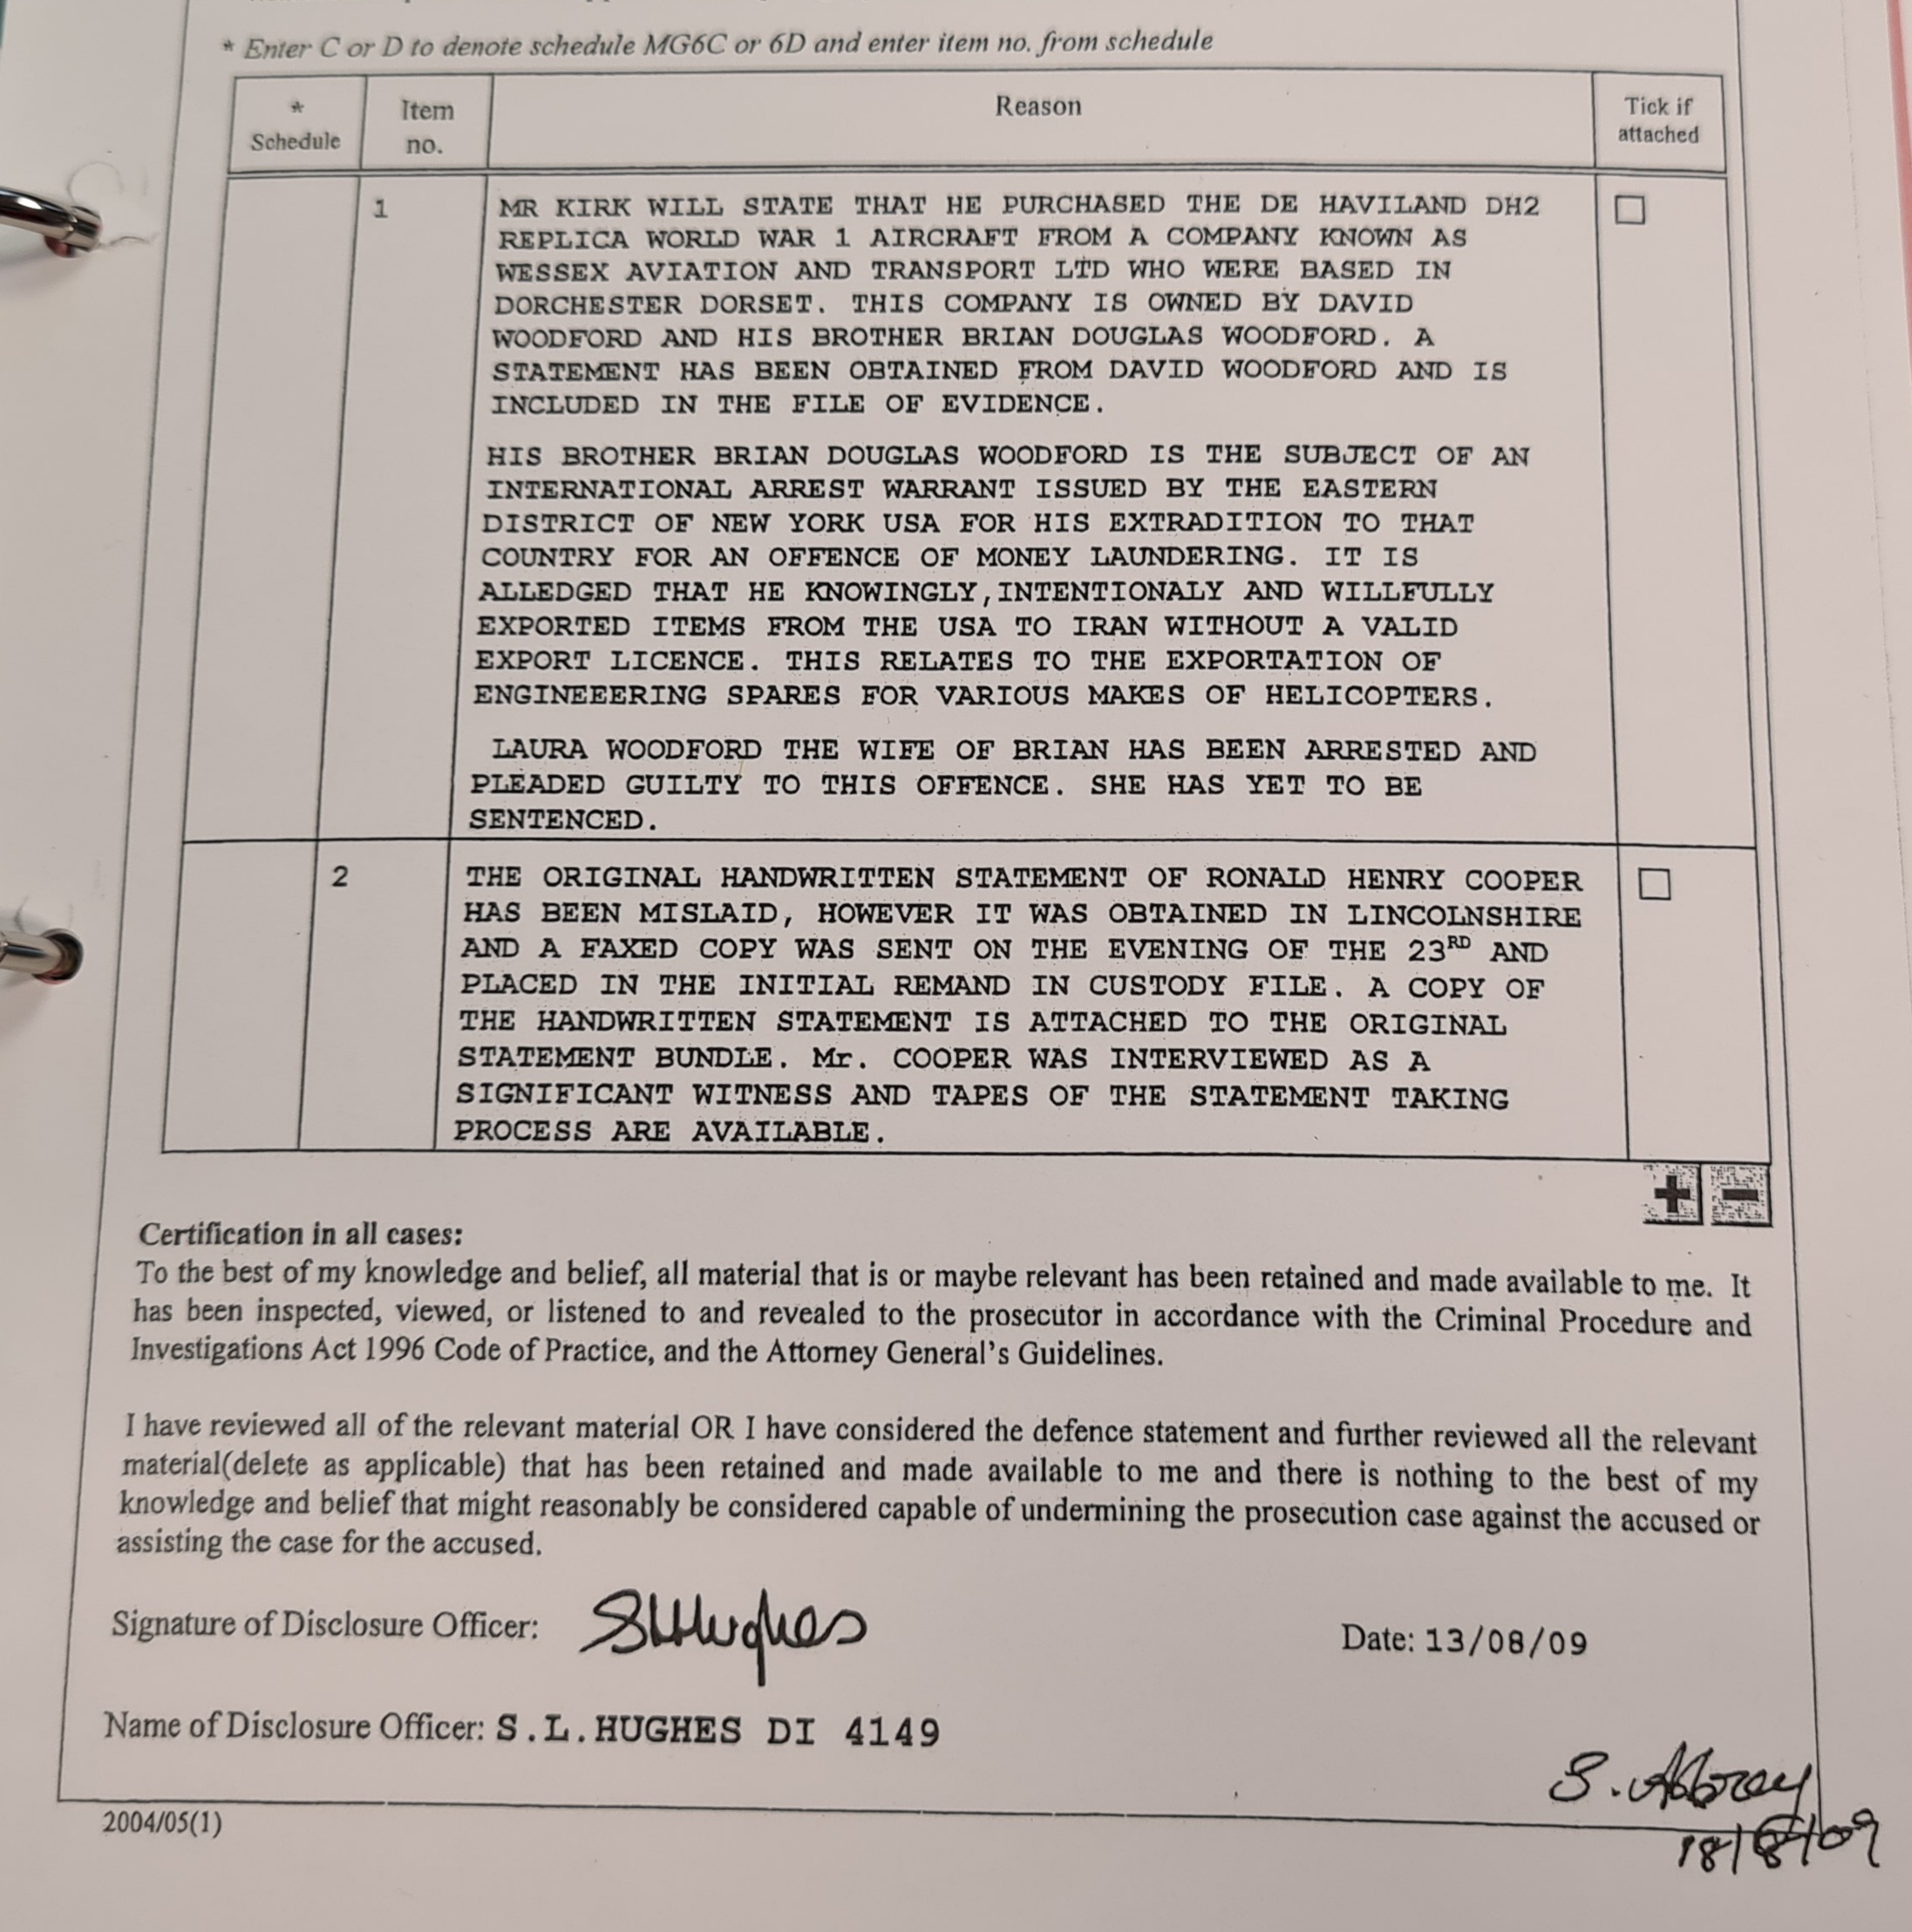 * Enter C or D to denote schedule MG6C or 6D and enter item no. from schedule
* Schedule
Item no.
Reason
Tick if attached
1
MR KIRK WILL STATE THAT HE PURCHASED THE DE HAVILAND DH2
REPLICA WORLD WAR 1 AIRCRAFT FROM A COMPANY KNOWN AS
WESSEX AVIATION AND TRANSPORT LTD WHO WERE BASED IN
DORCHESTER DORSET. THIS COMPANY IS OWNED BY DAVID
WOODFORD AND HIS BROTHER BRIAN DOUGLAS WOODFORD. A
STATEMENT HAS BEEN OBTAINED FROM DAVID WOODFORD AND IS
INCLUDED IN THE FILE OF EVIDENCE.
HIS BROTHER BRIAN DOUGLAS WOODFORD IS THE SUBJECT OF AN
INTERNATIONAL ARREST WARRANT ISSUED BY THE EASTERN
DISTRICT OF NEW YORK USA FOR HIS EXTRADITION TO THAT
COUNTRY FOR AN OFFENCE OF MONEY LAUNDERING. IT IS
ALLEDGED THAT HE KNOWINGLY,INTENTIONALY AND WILLFULLY
EXPORTED ITEMS FROM THE USA TO IRAN WITHOUT A VALID
EXPORT LICENCE. THIS RELATES TO THE EXPORTATION OF
ENGINEEERING SPARES FOR VARIOUS MAKES OF HELICOPTERS.
LAURA WOODFORD THE WIFE OF BRIAN HAS BEEN ARRESTED AND
PLEADED GUILTY TO THIS OFFENCE. SHE HAS YET TO BE
SENTENCED.
2
THE ORIGINAL HANDWRITTEN STATEMENT OF RONALD HENRY COOPER
HAS BEEN MISLAID, HOWEVER IT WAS OBTAINED IN LINCOLNSHIRE
AND A FAXED COPY WAS SENT ON THE EVENING OF THE 23RD AND
PLACED IN THE INITIAL REMAND IN CUSTODY FILE. A COPY OF
THE HANDWRITTEN STATEMENT IS ATTACHED TO THE ORIGINAL
STATEMENT BUNDLE. Mr. COOPER WAS INTERVIEWED AS A
SIGNIFICANT WITNESS AND TAPES OF THE STATEMENT TAKING
PROCESS ARE AVAILABLE.
+ -
Certification in all cases:
To the best of my knowledge and belief, all material that is or maybe relevant has been retained and made available to me. It
has been inspected, viewed, or listened to and revealed to the prosecutor in accordance with the Criminal Procedure and
Investigations Act 1996 Code of Practice, and the Attorney General's Guidelines.
I have reviewed all of the relevant material OR I have considered the defence statement and further reviewed all the relevant
material(delete as applicable) that has been retained and made available to me and there is nothing to the best of my
knowledge and belief that might reasonably be considered capable of undermining the prosecution case against the accused or
assisting the case for the accused.
Signature of Disclosure Officer: SLHughes
Date: 13/08/09
Name of Disclosure Officer: S.L.HUGHES DI 4149
S.
18/8/09
2004/05(1)